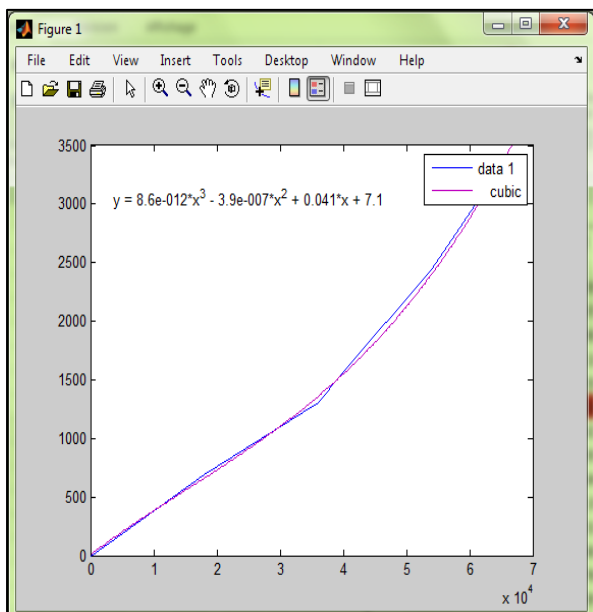 Figure 1
File Edit View Insert Tools Desktop Window Help
3500
3000
2500
2000
1500
1000
500
0
y = 8.6e-012*x^3 - 3.9e-007*x^2 + 0.041*x + 7.1
data 1
cubic
0 1 2 3 4 5 6 7
x 10^4